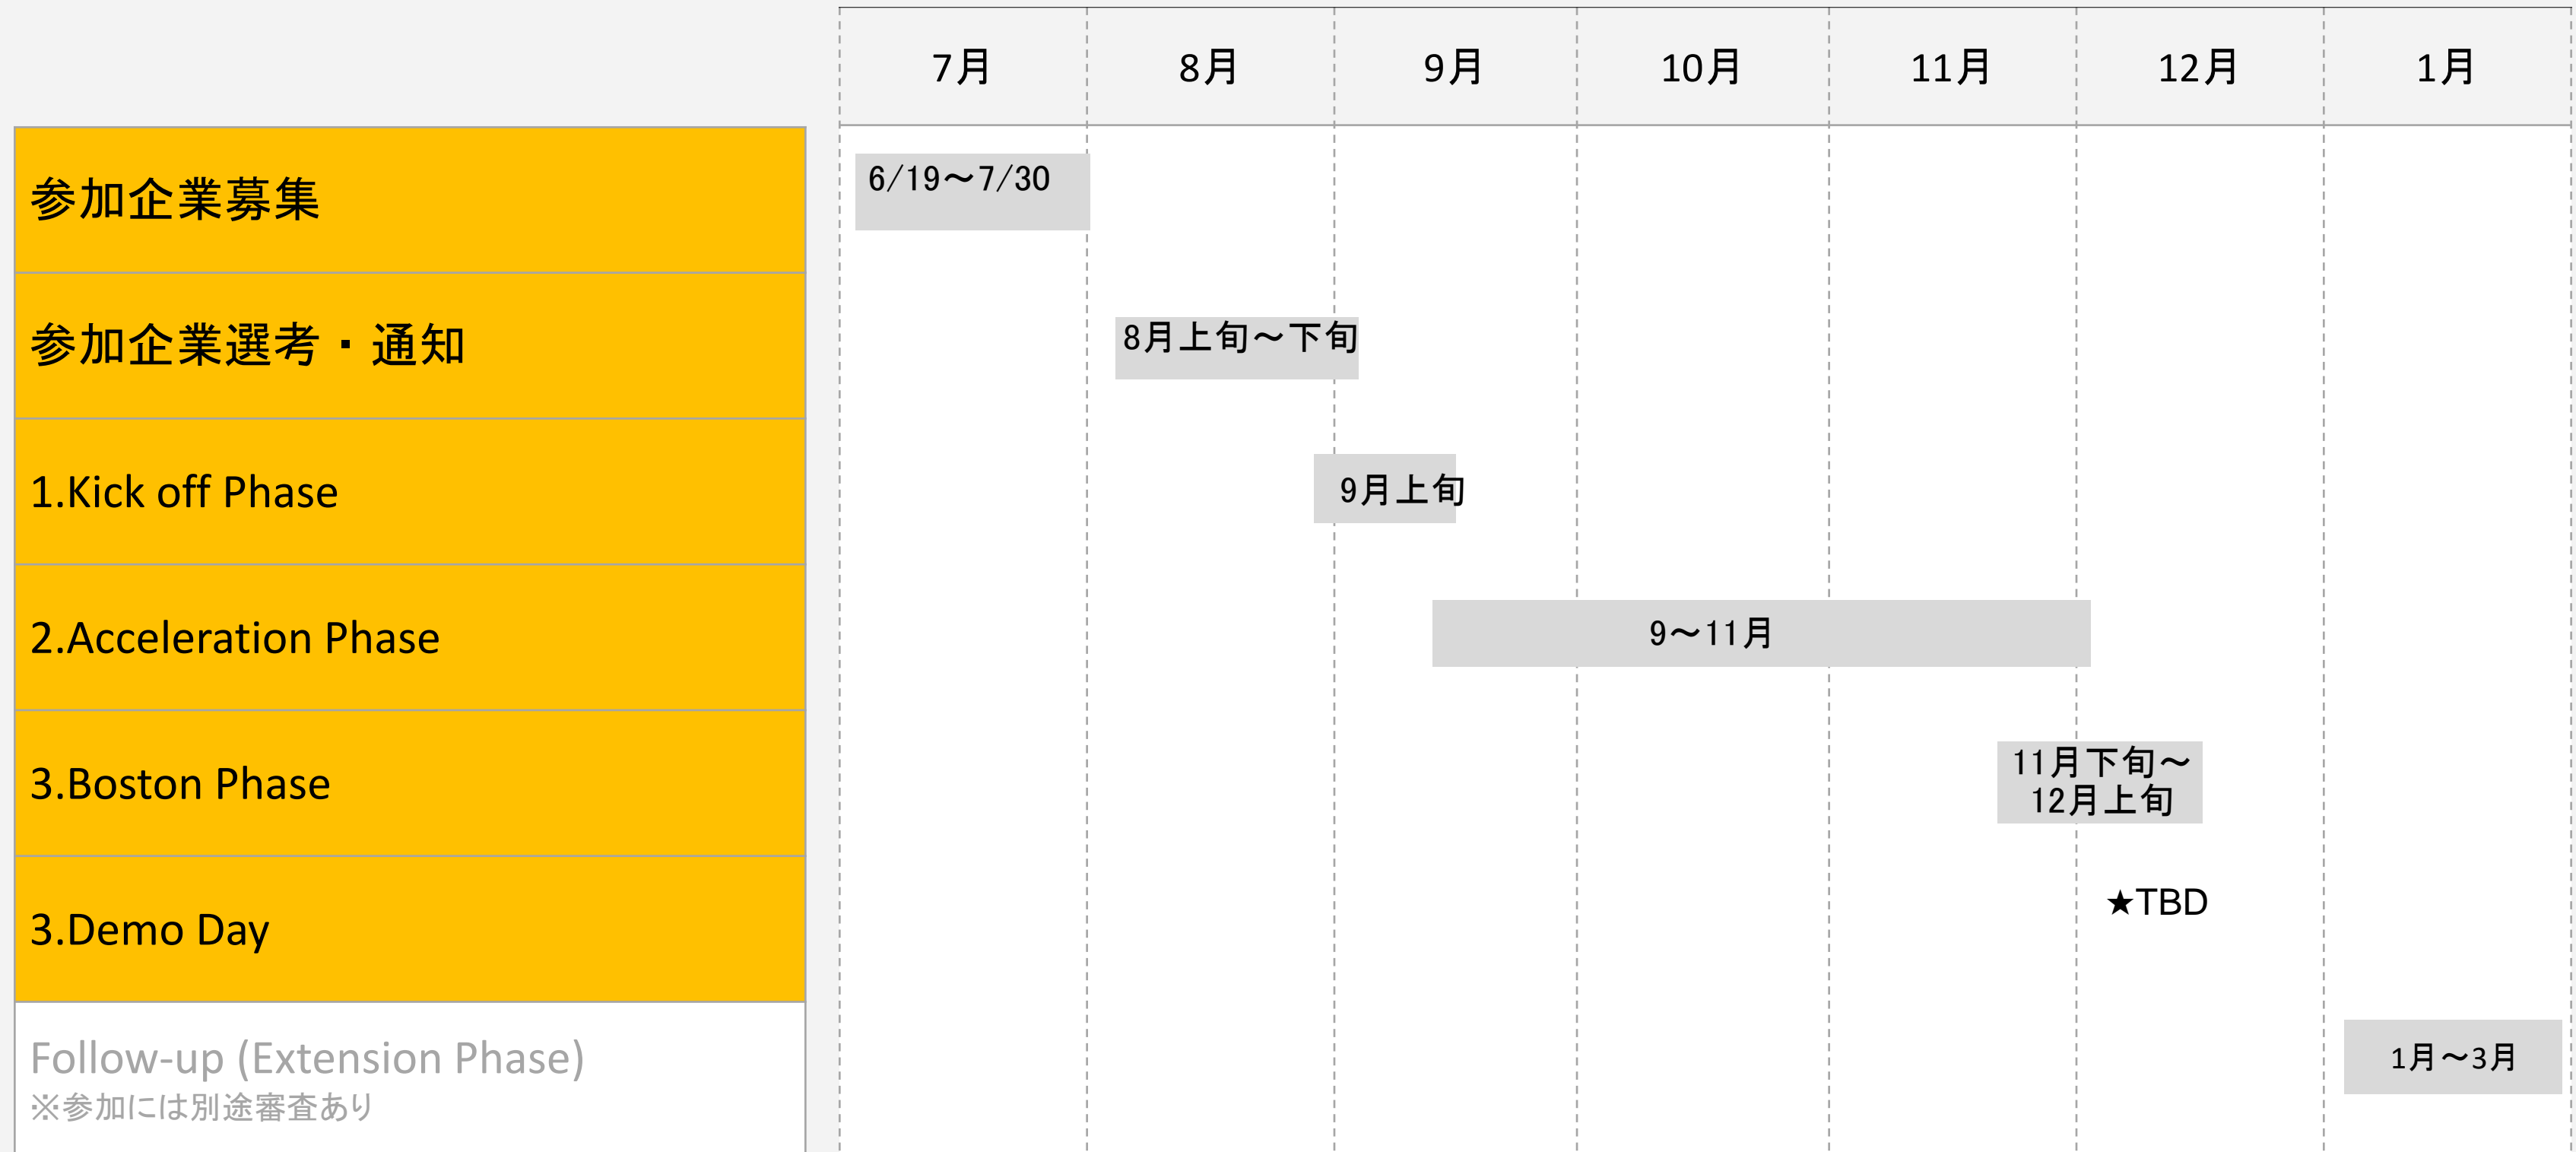 7月
8月
9月
10月
11月
12月
1月
参加企業募集
6/19～7/30
参加企業選考・通知
8月上旬～下旬
1.Kick off Phase
9月上旬
2.Acceleration Phase
9～11月
3.Boston Phase
11月下旬～
12月上旬
3.Demo Day
★TBD
Follow-up (Extension Phase)
※参加には別途審査あり
1月～3月